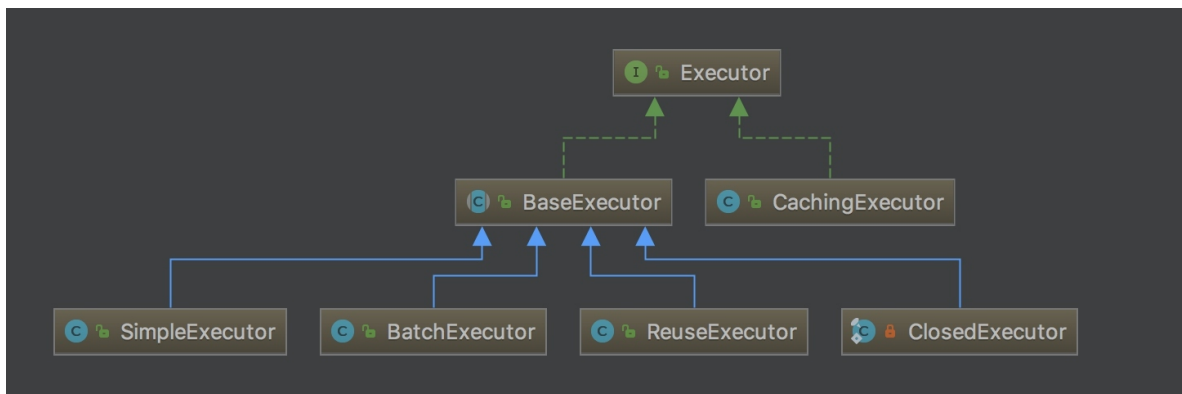 Executor
BaseExecutor
CachingExecutor
SimpleExecutor
BatchExecutor
ReuseExecutor
ClosedExecutor